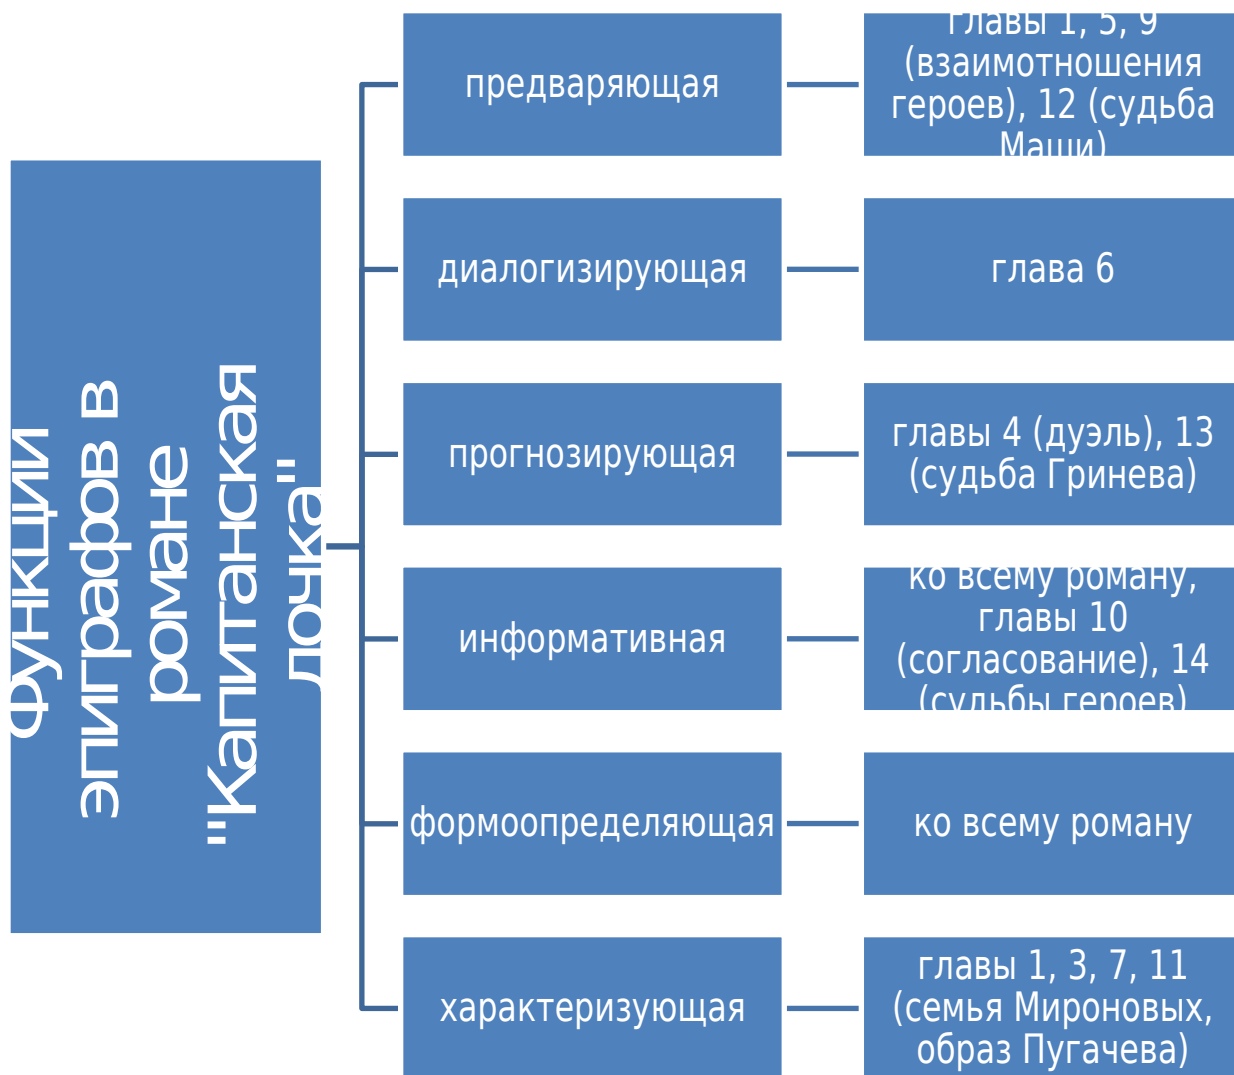 Функции
эпиграфов в
романе
"Капитанская
дочка"
предваряющая
главы 1, 5, 9
(взаимотношения
героев), 12 (судьба
Маши)
диалогизирующая
глава 6
прогнозирующая
главы 4 (дуэль), 13
(судьба Гринева)
информативная
ко всему роману,
главы 10
(согласование), 14
(судьбы героев)
формоопределяющая
ко всему роману
характеризующая
главы 1, 3, 7, 11
(семья Мироновых,
образ Пугачева)